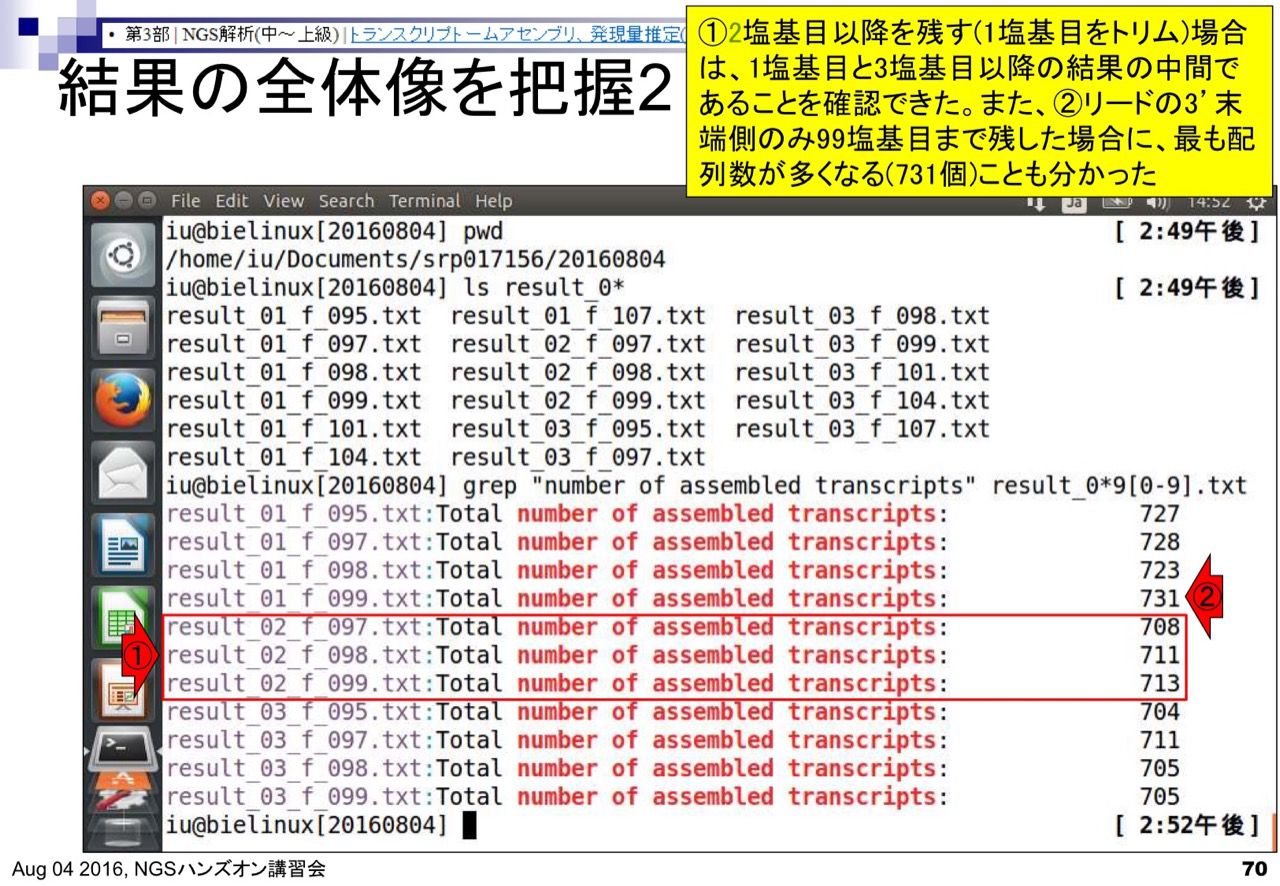 • 第3部 | NGS解析(中～上級) | トランスクリプトームアセンブリ、発現量推定(
結果の全体像を把握2
①2塩基目以降を残す(1塩基目をトリム)場合
は、1塩基目と3塩基目以降の結果の中間で
あることを確認できた。また、②リードの3’末
端側のみ99塩基目まで残した場合に、最も配
列数が多くなる(731個)ことも分かった
File Edit View Search Terminal Help Ja 14:52
iu@bielinux[20160804] pwd [ 2:49午後]
/home/iu/Documents/srp017156/20160804
iu@bielinux[20160804] ls result_0* [ 2:49午後]
result_01_f_095.txt result_01_f_107.txt result_03_f_098.txt
result_01_f_097.txt result_02_f_097.txt result_03_f_099.txt
result_01_f_098.txt result_02_f_098.txt result_03_f_101.txt
result_01_f_099.txt result_02_f_099.txt result_03_f_104.txt
result_01_f_101.txt result_03_f_095.txt result_03_f_107.txt
result_01_f_104.txt result_03_f_097.txt
iu@bielinux[20160804] grep "number of assembled transcripts" result_0*9[0-9].txt
result_01_f_095.txt:Total number of assembled transcripts: 727
result_01_f_097.txt:Total number of assembled transcripts: 728
result_01_f_098.txt:Total number of assembled transcripts: 723
result_01_f_099.txt:Total number of assembled transcripts: 731 ②
result_02_f_097.txt:Total number of assembled transcripts: 708
① result_02_f_098.txt:Total number of assembled transcripts: 711
result_02_f_099.txt:Total number of assembled transcripts: 713
result_03_f_095.txt:Total number of assembled transcripts: 704
result_03_f_097.txt:Total number of assembled transcripts: 711
result_03_f_098.txt:Total number of assembled transcripts: 705
result_03_f_099.txt:Total number of assembled transcripts: 705
iu@bielinux[20160804] [ 2:52午後]
Aug 04 2016, NGSハンズオン講習会
70